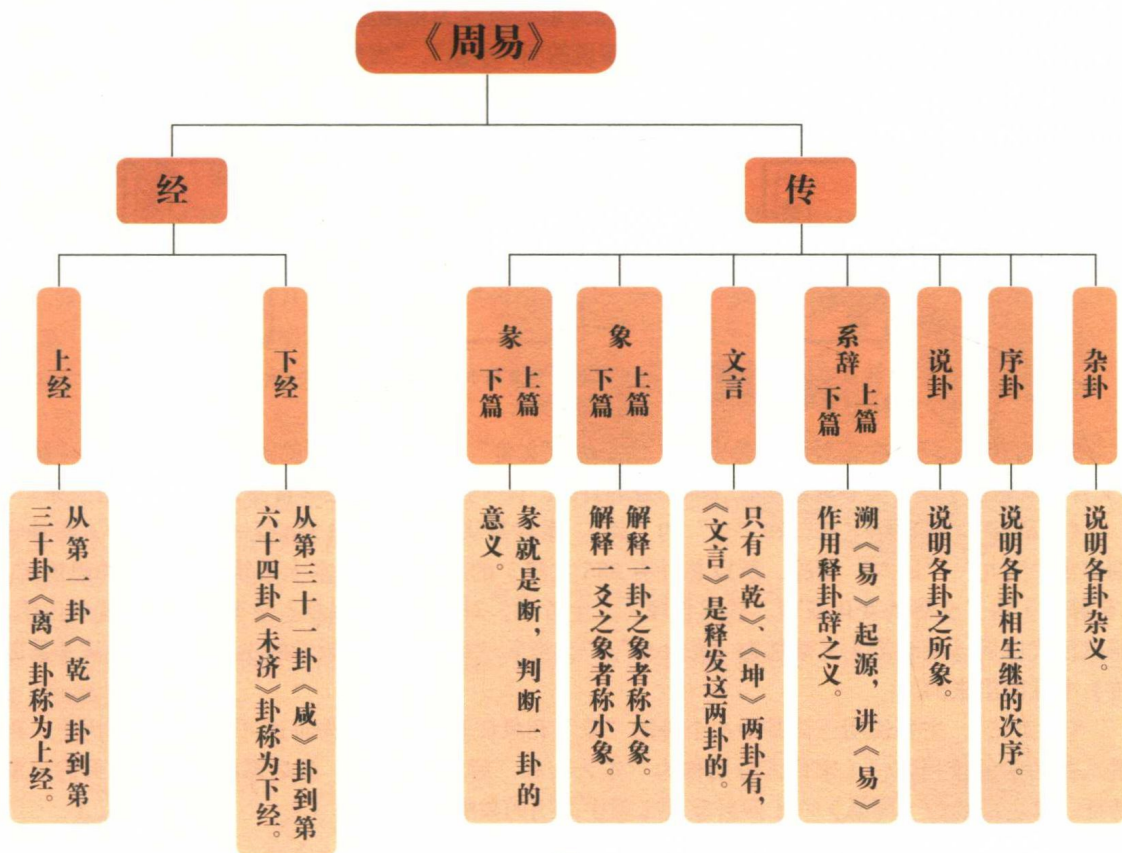 《周易》
经
传
上经
下经
彖
上篇
下篇
象
上篇
下篇
文言
系辞
上篇
下篇
说卦
序卦
杂卦
从第一卦《乾》卦到第
三十卦《离》卦称为上经。
从第三十一卦《咸》卦到第
六十四卦《未济》卦称为下经。
彖就是断，判断一卦的
意义。
解释一卦之象者称大象。
解释一爻之象者称小象。
只有《乾》、《坤》两卦有，
《文言》是释发这两卦的。
溯《易》起源，讲《易》
作用释卦辞之义。
说明各卦之所象。
说明各卦相生继的次序。
说明各卦杂义。